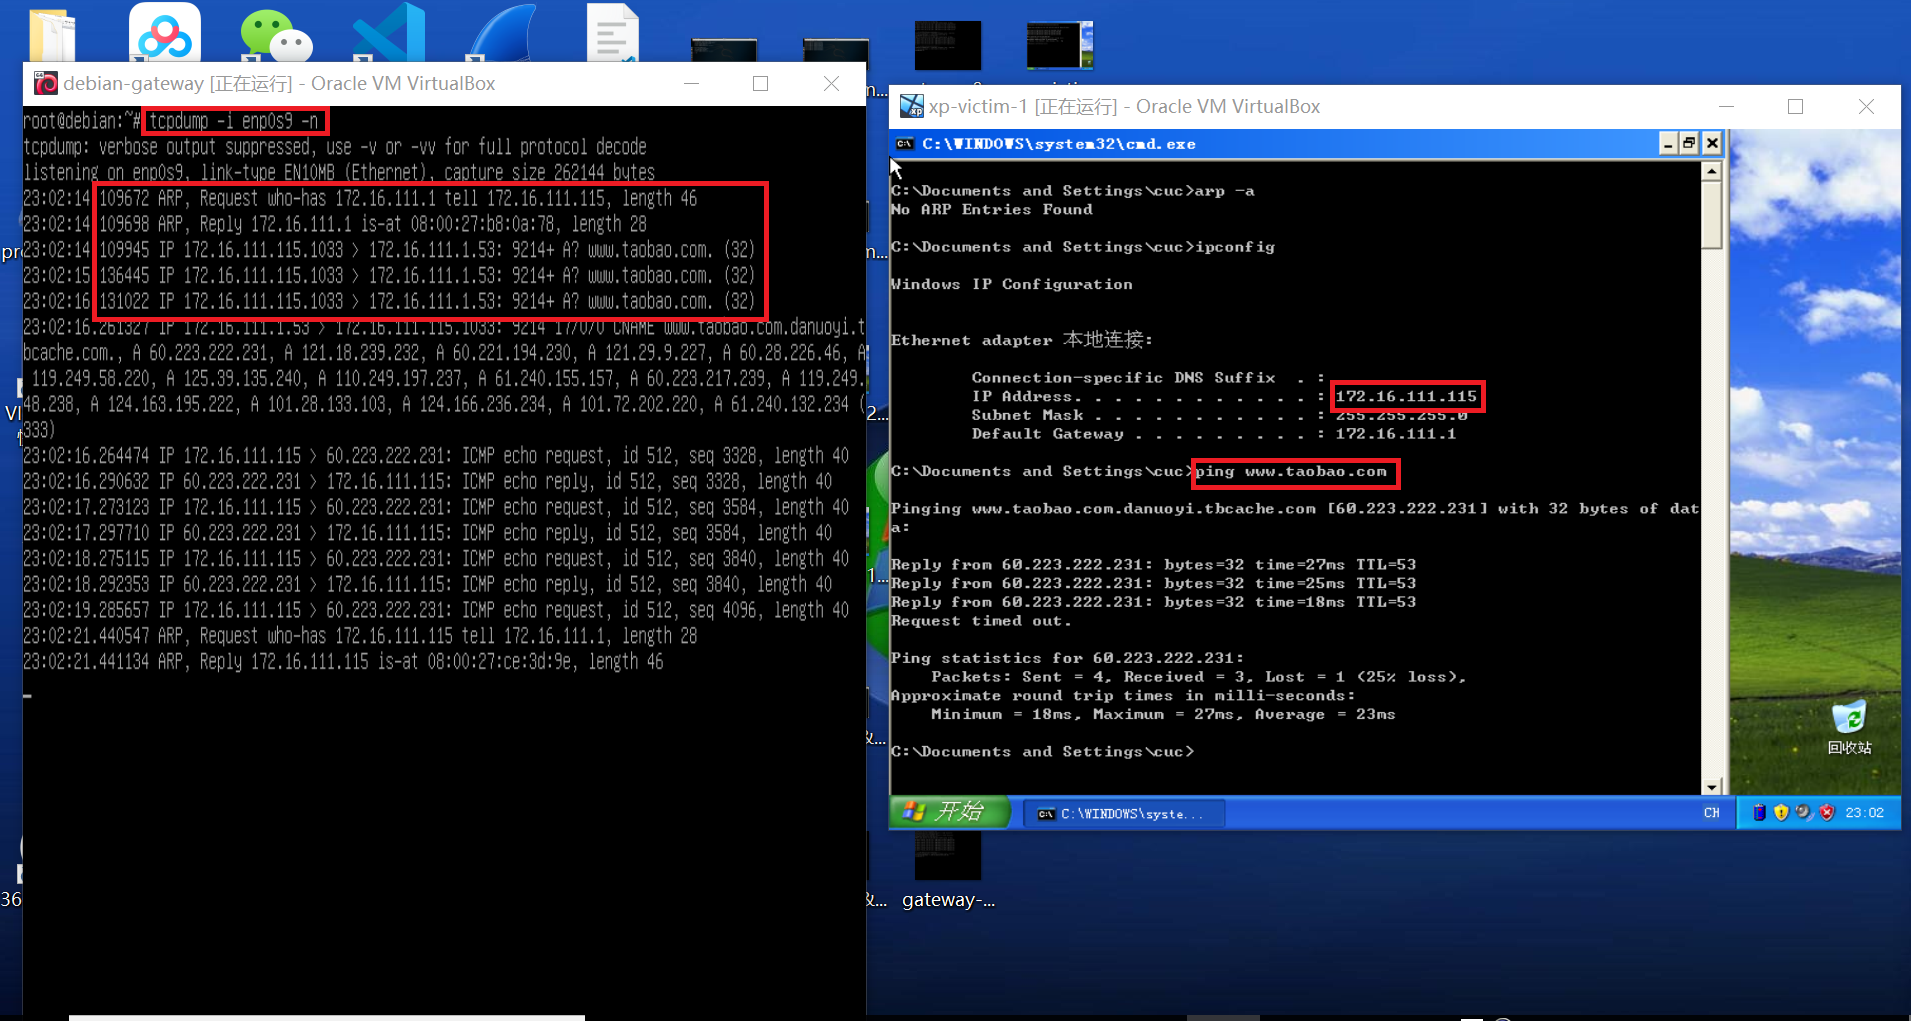 debian-gateway [正在运行] - Oracle VM VirtualBox
root@debian:~# tcpdump -i enp0s9 -n
tcpdump: verbose output suppressed, use -v or -vv for full protocol decode
listening on enp0s9, link-type EN10MB (Ethernet), capture size 262144 bytes
23:02:14.109672 ARP, Request who-has 172.16.111.1 tell 172.16.111.115, length 46
23:02:14.109698 ARP, Reply 172.16.111.1 is-at 08:00:27:b8:0a:78, length 28
23:02:14.109945 IP 172.16.111.115.1033 > 172.16.111.1.53: 9214+ A? www.taobao.com. (32)
23:02:15.136445 IP 172.16.111.115.1033 > 172.16.111.1.53: 9214+ A? www.taobao.com. (32)
23:02:16.131022 IP 172.16.111.115.1033 > 172.16.111.1.53: 9214+ A? www.taobao.com. (32)
23:02:16.261327 IP 172.16.111.1.53 > 172.16.111.115.1033: 9214 17/0/0 CNAME www.taobao.com.danuoyi.t
bcache.com., A 60.223.222.231, A 121.18.239.232, A 60.221.194.230, A 121.29.9.227, A 60.28.226.46, A
119.249.58.220, A 125.39.135.240, A 110.249.197.237, A 61.240.155.157, A 60.223.217.239, A 119.249.
48.238, A 124.163.195.222, A 101.28.133.103, A 124.166.236.234, A 101.72.202.220, A 61.240.132.234 (
333)
23:02:16.264474 IP 172.16.111.115 > 60.223.222.231: ICMP echo request, id 512, seq 3328, length 40
23:02:16.290632 IP 60.223.222.231 > 172.16.111.115: ICMP echo reply, id 512, seq 3328, length 40
23:02:17.273123 IP 172.16.111.115 > 60.223.222.231: ICMP echo request, id 512, seq 3584, length 40
23:02:17.297710 IP 60.223.222.231 > 172.16.111.115: ICMP echo reply, id 512, seq 3584, length 40
23:02:18.275115 IP 172.16.111.115 > 60.223.222.231: ICMP echo request, id 512, seq 3840, length 40
23:02:18.292353 IP 60.223.222.231 > 172.16.111.115: ICMP echo reply, id 512, seq 3840, length 40
23:02:19.285657 IP 172.16.111.115 > 60.223.222.231: ICMP echo request, id 512, seq 4096, length 40
23:02:21.440547 ARP, Request who-has 172.16.111.115 tell 172.16.111.1, length 28
23:02:21.441134 ARP, Reply 172.16.111.115 is-at 08:00:27:ce:3d:9e, length 46
xp-victim-1 [正在运行] - Oracle VM VirtualBox
C:\WINDOWS\system32\cmd.exe
C:\Documents and Settings\cuc>arp -a
No ARP Entries Found
C:\Documents and Settings\cuc>ipconfig
Windows IP Configuration
Ethernet adapter 本地连接:
Connection-specific DNS Suffix  . :
IP Address. . . . . . . . . . . . : 172.16.111.115
Subnet Mask . . . . . . . . . . . : 255.255.255.0
Default Gateway . . . . . . . . . : 172.16.111.1
C:\Documents and Settings\cuc>ping www.taobao.com
Pinging www.taobao.com.danuoyi.tbcache.com [60.223.222.231] with 32 bytes of dat
a:
Reply from 60.223.222.231: bytes=32 time=27ms TTL=53
Reply from 60.223.222.231: bytes=32 time=25ms TTL=53
Reply from 60.223.222.231: bytes=32 time=18ms TTL=53
Request timed out.
Ping statistics for 60.223.222.231:
Packets: Sent = 4, Received = 3, Lost = 1 (25% loss),
Approximate round trip times in milli-seconds:
Minimum = 18ms, Maximum = 27ms, Average = 23ms
C:\Documents and Settings\cuc>
回收站
开始
C:\WINDOWS\syste...
CH
23:02
gateway-...